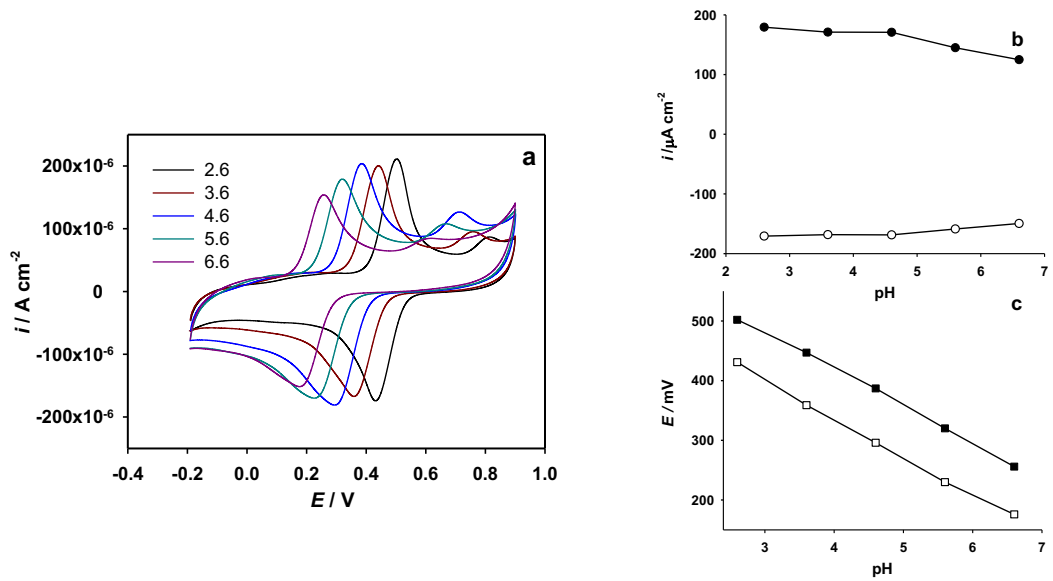 a
200x10-6
100x10-6
0
-100x10-6
-200x10-6
i / A cm-2
2.6
3.6
4.6
5.6
6.6
-0.4 -0.2 0.0 0.2 0.4 0.6 0.8 1.0
E / V
b
200
100
0
-100
-200
i /μA cm-2
2 3 4 5 6 7
pH
c
500
400
300
200
E / mV
3 4 5 6 7
pH